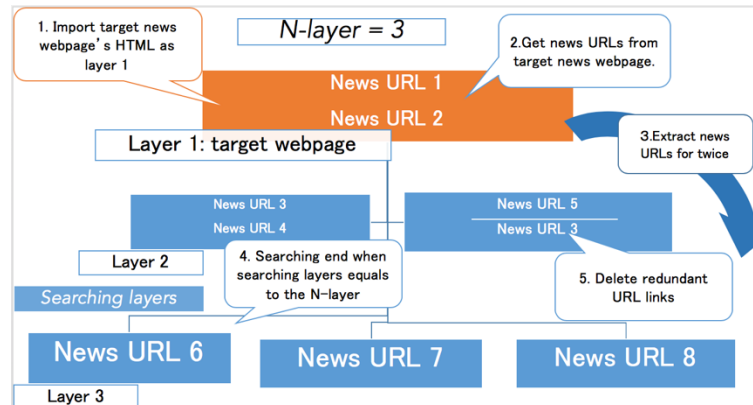 N-layer = 3
1. Import target news
webpage's HTML as
layer 1
2.Get news URLs from
target news webpage.
News URL 1
News URL 2
Layer 1: target webpage
3.Extract news
URLs for twice
News URL 3
News URL 4
News URL 5
News URL 3
Layer 2
4. Searching end when
searching layers equals
to the N-layer
5. Delete redundant
URL links
Searching layers
News URL 6
News URL 7
News URL 8
Layer 3